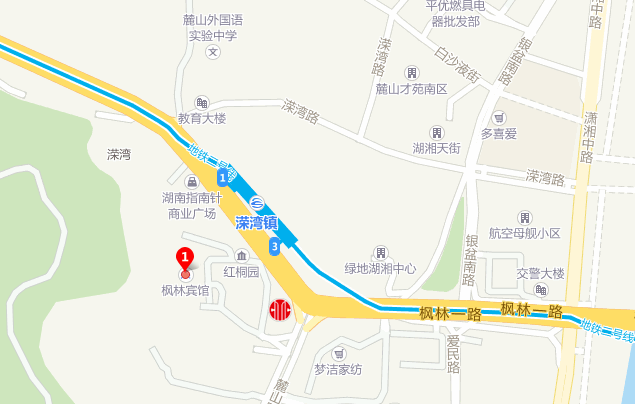 平优燃具电
器批发部
麓山外国语
实验中学
溁湾路
银盆南路
中路
白沙液街
麓山才苑南区
教育大楼
溁湾路
多喜爱
潇湘中路
湖湘天街
地铁二号线
溁湾
1
溁湾路
湖南指南针
商业广场
溁湾镇
3
航空母舰小区
银盆南路
1
红桐园
绿地湖湘中心
交警大楼
枫林宾馆
枫林一路
枫林一路
地铁二号线
爱民路
梦洁家纺
麓山